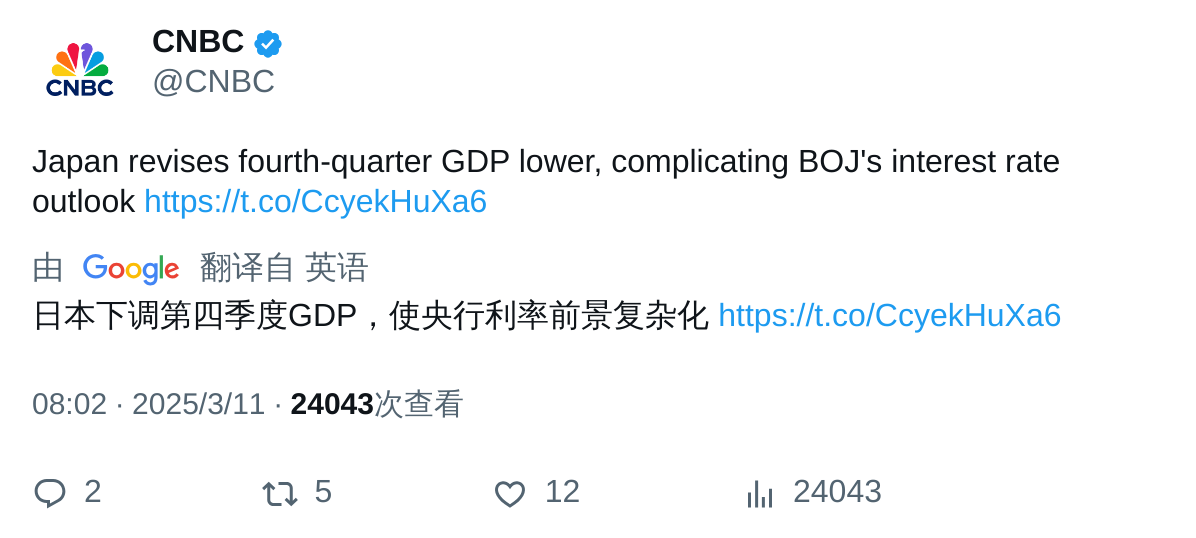 CNBC
CNBC
@CNBC
Japan revises fourth-quarter GDP lower, complicating BOJ's interest rate
outlook https://t.co/CcyekHuXa6
由 Google 翻译自 英语
日本下调第四季度GDP，使央行利率前景复杂化 https://t.co/CcyekHuXa6
08:02 · 2025/3/11 · 24043次查看
2 5 12 24043